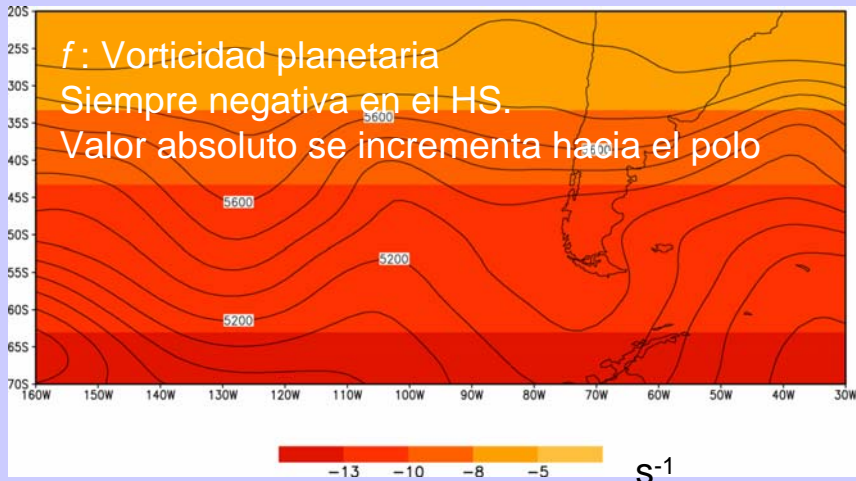 20S
f : Vorticidad planetaria
25S
30S
Siempre negativa en el HS.
35S
5600
Valor absoluto se incrementa hacia el polo
40S
5600
45S
5600
50S
5200
55S
60S
5200
65S
70S
160W 150W 140W 130W 120W 110W 100W 90W 80W 70W 60W 50W 40W 30W
-13 -10 -8 -5
s-1